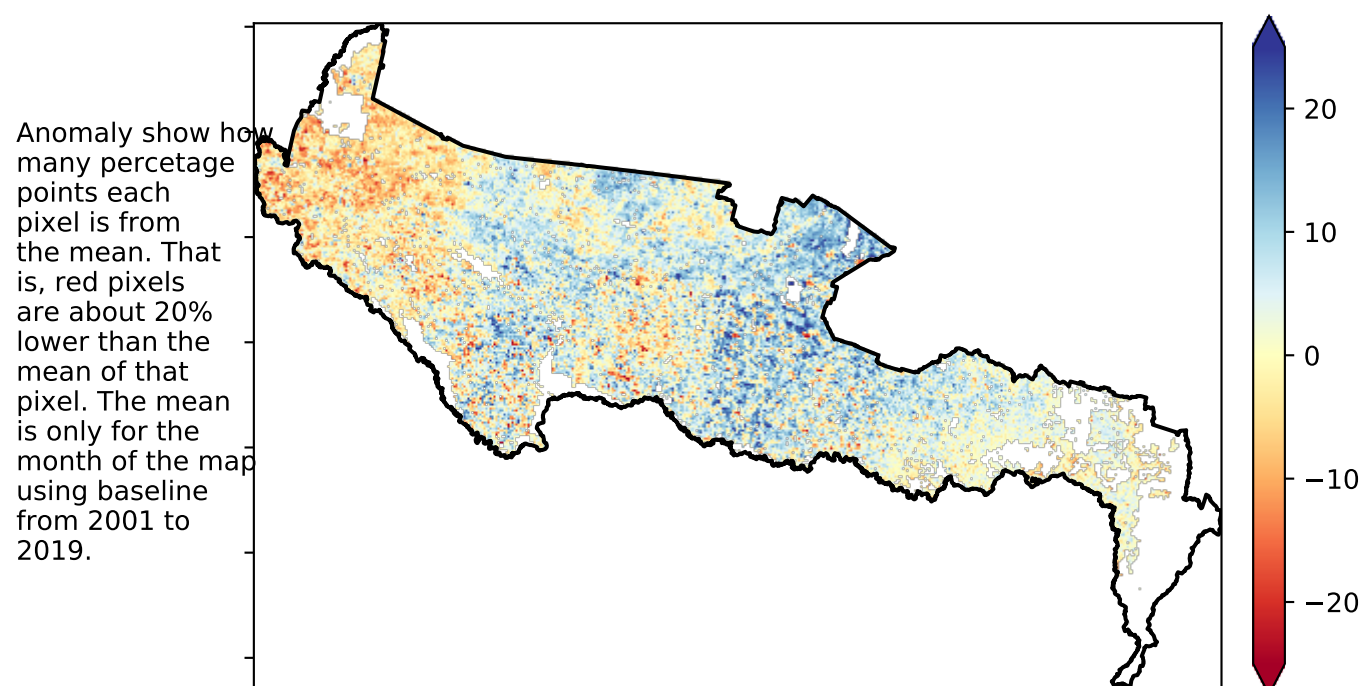 Anomaly show how
many percetage
points each
pixel is from
the mean. That
is, red pixels
are about 20%
lower than the
mean of that
pixel. The mean
is only for the
month of the map
using baseline
from 2001 to
2019.
20
10
0
−10
−20